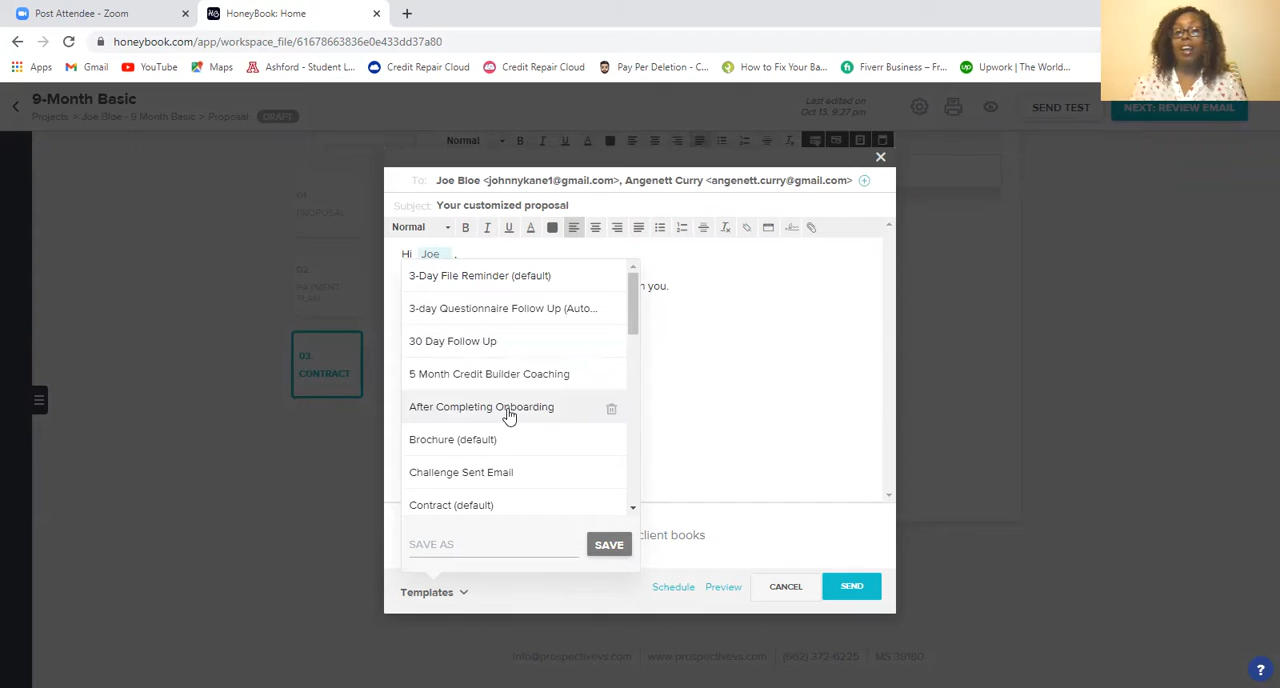 Post Attendee - Zoom
HoneyBook: Home
honeybook.com/app/workspace_file/61678663836e0e433dd37a80
Apps
Gmail
YouTube
Maps
Ashford - Student L...
Credit Repair Cloud
Credit Repair Cloud
Pay Per Deletion - C...
How to Fix Your Ba...
Fiverr Business – Fr...
Upwork | The World...
9-Month Basic
Projects > Joe Bloe - 9 Month Basic > Proposal
DRAFT
Last edited on
Oct 13, 9:27 pm
SEND TEST
NEXT: REVIEW EMAIL
Normal
To: Joe Bloe <johnnykane1@gmail.com>, Angenett Curry <angenett.curry@gmail.com>
Subject: Your customized proposal
Normal
Hi Joe ,
you.
01.
PROPOSAL
02.
PAYMENT
PLAN
03.
CONTRACT
3-Day File Reminder (default)
3-day Questionnaire Follow Up (Auto...
30 Day Follow Up
5 Month Credit Builder Coaching
After Completing Onboarding
Brochure (default)
Challenge Sent Email
Contract (default)
client books
SAVE AS
SAVE
Templates
Schedule
Preview
CANCEL
SEND
info@prospectivevs.com
www.prospectivevs.com
(662) 372-6225
MS 39180
?